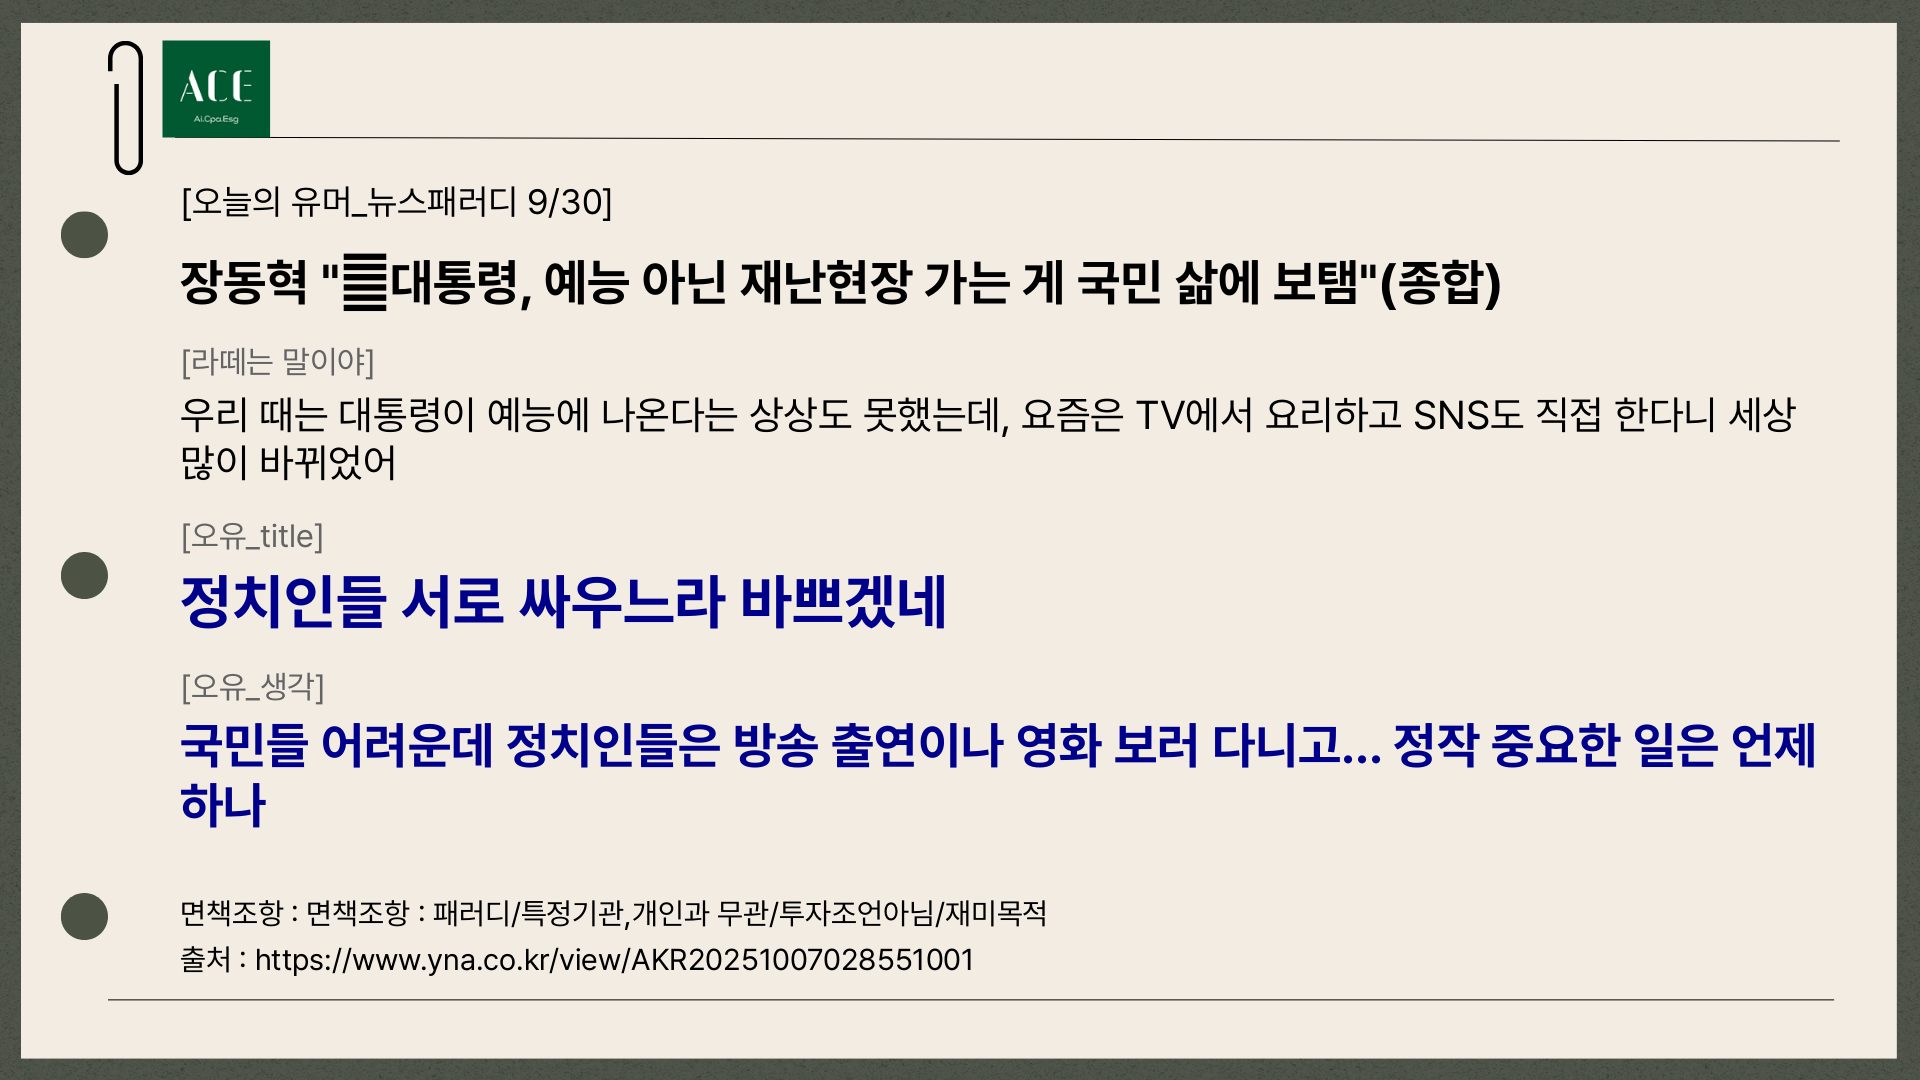 ACE
Ai.Cpa.Esg
[오늘의 유머_뉴스패러디 9/30]
장동혁 "대통령, 예능 아닌 재난현장 가는 게 국민 삶에 보탬"(종합)
[라떼는 말이야]
우리 때는 대통령이 예능에 나온다는 상상도 못했는데, 요즘은 TV에서 요리하고 SNS도 직접 한다니 세상
많이 바뀌었어
[오유_title]
정치인들 서로 싸우느라 바쁘겠네
[오유_생각]
국민들 어려운데 정치인들은 방송 출연이나 영화 보러 다니고... 정작 중요한 일은 언제
하나
면책조항 : 면책조항 : 패러디/특정기관,개인과 무관/투자조언아님/재미목적
출처 : https://www.yna.co.kr/view/AKR20251007028551001